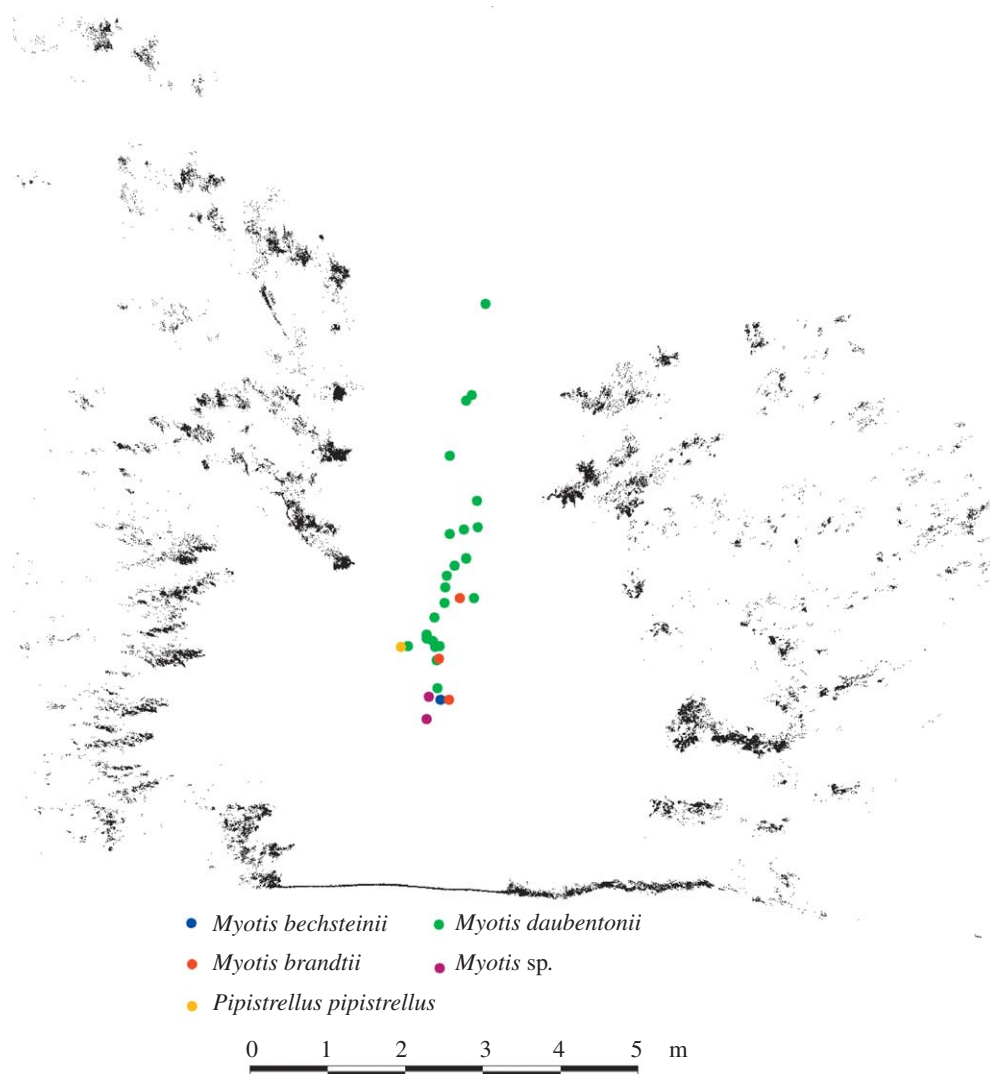 Myotis bechsteinii Myotis daubentonii
Myotis brandtii Myotis sp.
Pipistrellus pipistrellus
0 1 2 3 4 5 m